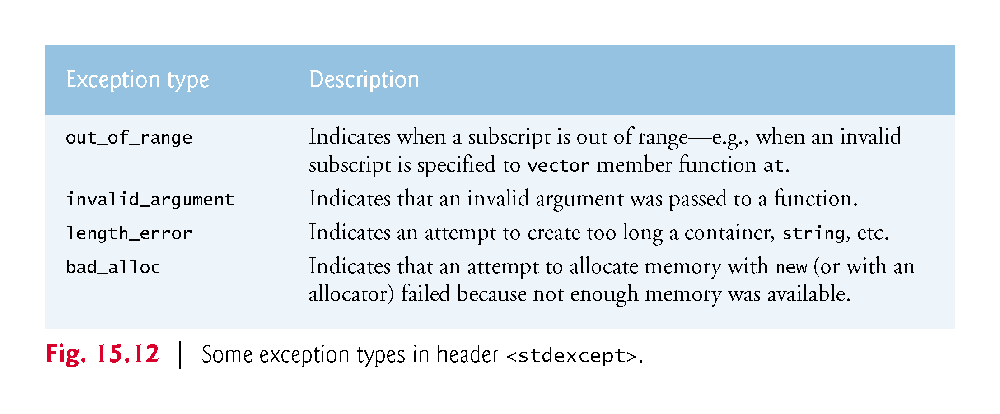 Exception type Description
out_of_range Indicates when a subscript is out of range—e.g., when an invalid
subscript is specified to vector member function at.
invalid_argument Indicates that an invalid argument was passed to a function.
length_error Indicates an attempt to create too long a container, string, etc.
bad_alloc Indicates that an attempt to allocate memory with new (or with an
allocator) failed because not enough memory was available.
Fig. 15.12 | Some exception types in header <stdexcept>.